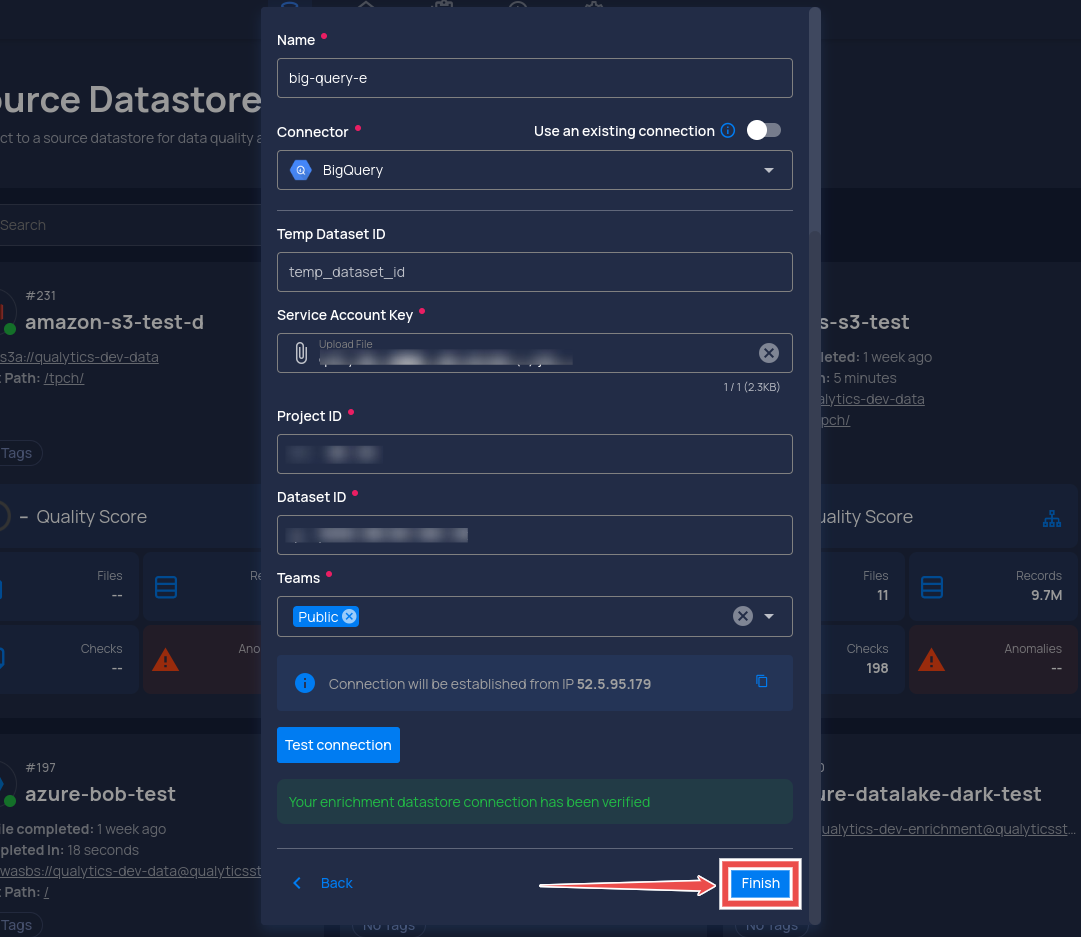 Name
big-query-e
Connector
Use an existing connection
BigQuery
Temp Dataset ID
temp_dataset_id
Service Account Key
Upload File
1 / 1 (2.3KB)
Project ID
Dataset ID
Teams
Public
Connection will be established from IP 52.5.95.179
Test connection
Your enrichment datastore connection has been verified
Back
Finish
ource Datastore
ct to a source datastore for data quality a
Search
#231
amazon-s3-test-d
s3a://qualytics-dev-data
Path: /tpch/
Tags
– Quality Score
Files
--
Re
Checks
--
Ano
#197
azure-bob-test
ile completed: 1 week ago
pleted In: 18 seconds
wasbs://qualytics-dev-data@qualyticsst
Path: /
Tags
No Tags
s-s3-test
leted: 1 week ago
n: 5 minutes
alytics-dev-data
pch/
uality Score
Files
11
Records
9.7M
Checks
198
Anomalies
--
ure-datalake-dark-test
ualytics-dev-enrichment@qualyticsst...
No Tags